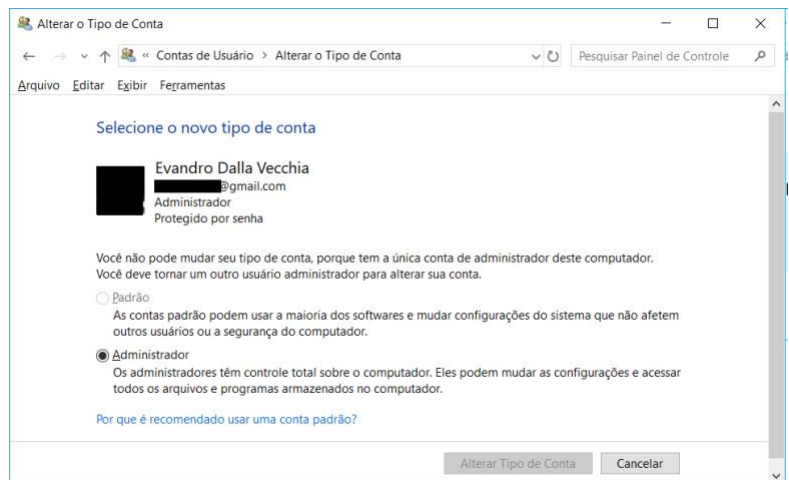 Alterar o Tipo de Conta
« Contas de Usuário > Alterar o Tipo de Conta
Pesquisar Painel de Controle
Arquivo Editar Exibir Ferramentas
Selecione o novo tipo de conta
Evandro Dalla Vecchia
@gmail.com
Administrador
Protegido por senha
Você não pode mudar seu tipo de conta, porque tem a única conta de administrador deste computador.
Você deve tornar um outro usuário administrador para alterar sua conta.
Padrão
As contas padrão podem usar a maioria dos softwares e mudar configurações do sistema que não afetem
outros usuários ou a segurança do computador.
Administrador
Os administradores têm controle total sobre o computador. Eles podem mudar as configurações e acessar
todos os arquivos e programas armazenados no computador.
Por que é recomendado usar uma conta padrão?
Alterar Tipo de Conta Cancelar